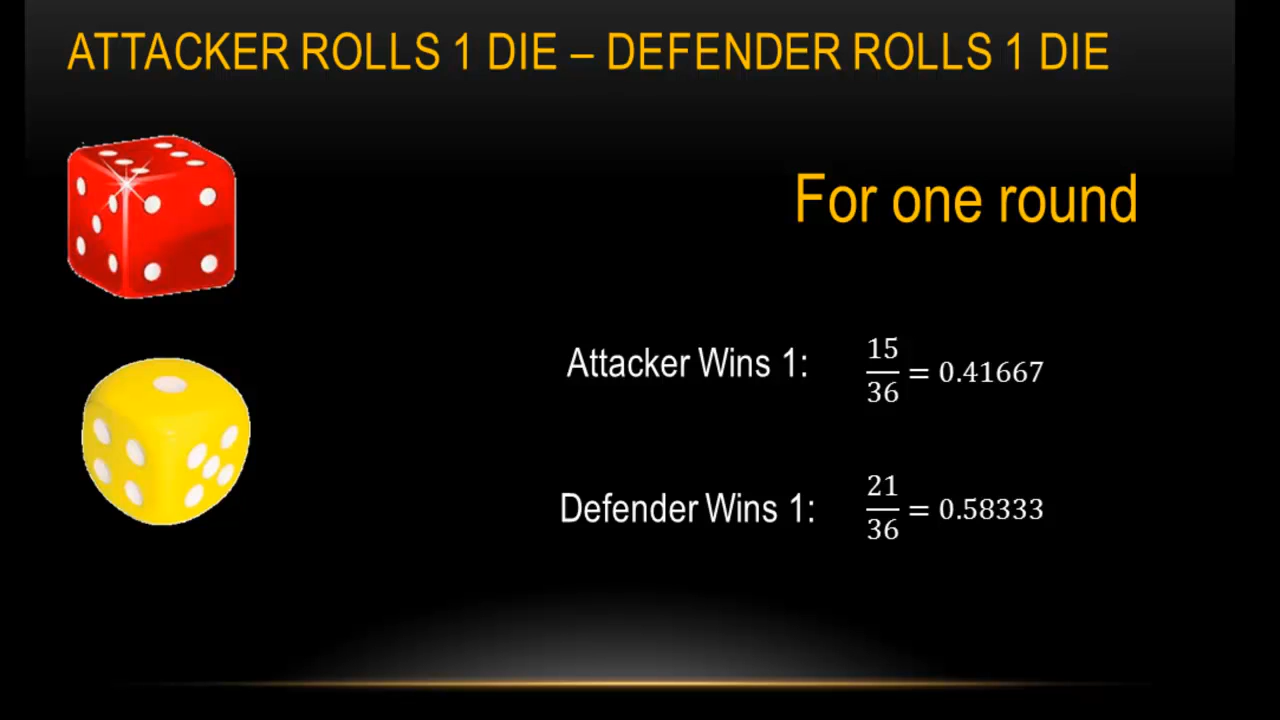 ATTACKER ROLLS 1 DIE – DEFENDER ROLLS 1 DIE
For one round
Attacker Wins 1: 15/36 = 0.41667
Defender Wins 1: 21/36 = 0.58333